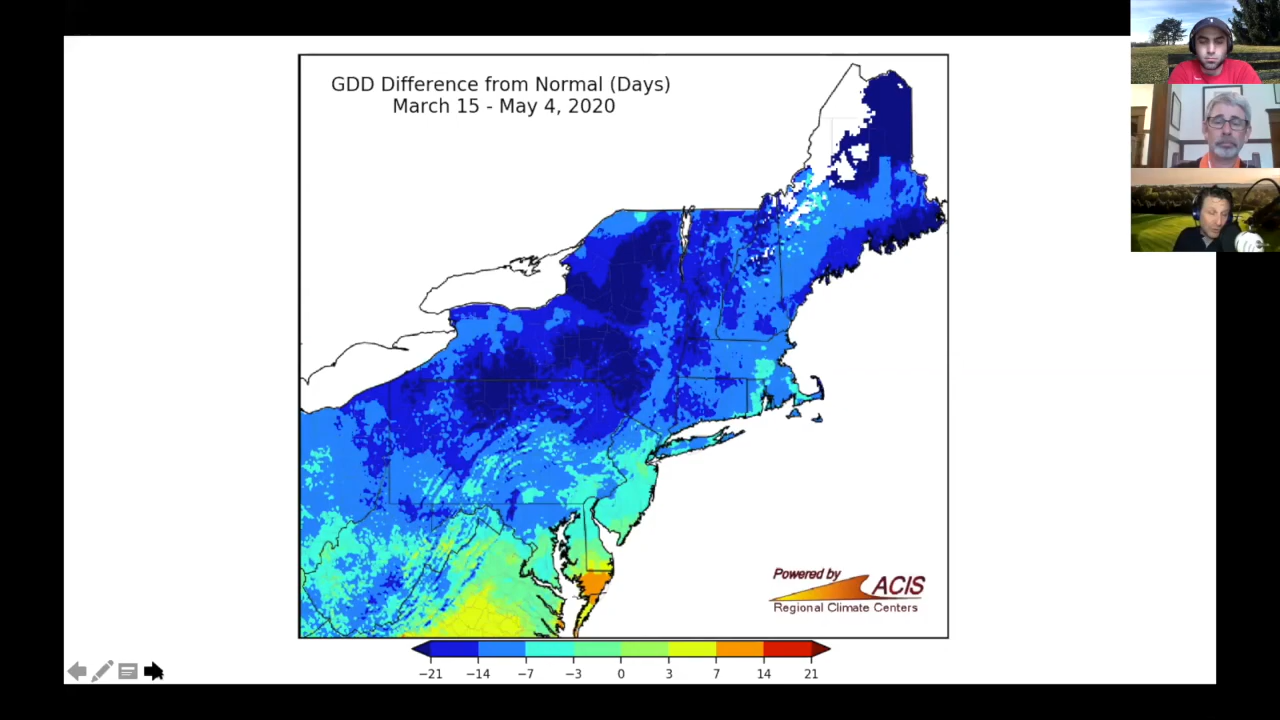 GDD Difference from Normal (Days)
March 15 - May 4, 2020
Powered by
ACIS
Regional Climate Centers
−21 −14 −7 −3 0 3 7 14 21